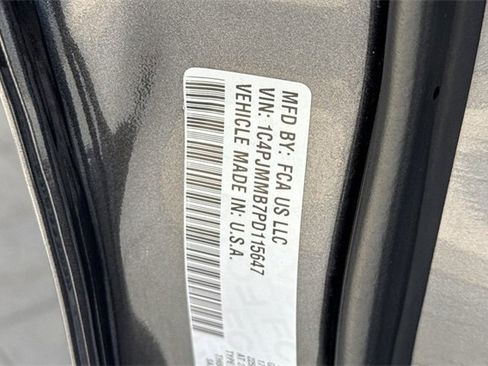 MFD BY: FCA US LLC
VIN: 1C4PJMMB7PD115647
VEHICLE MADE IN: U.S.A.